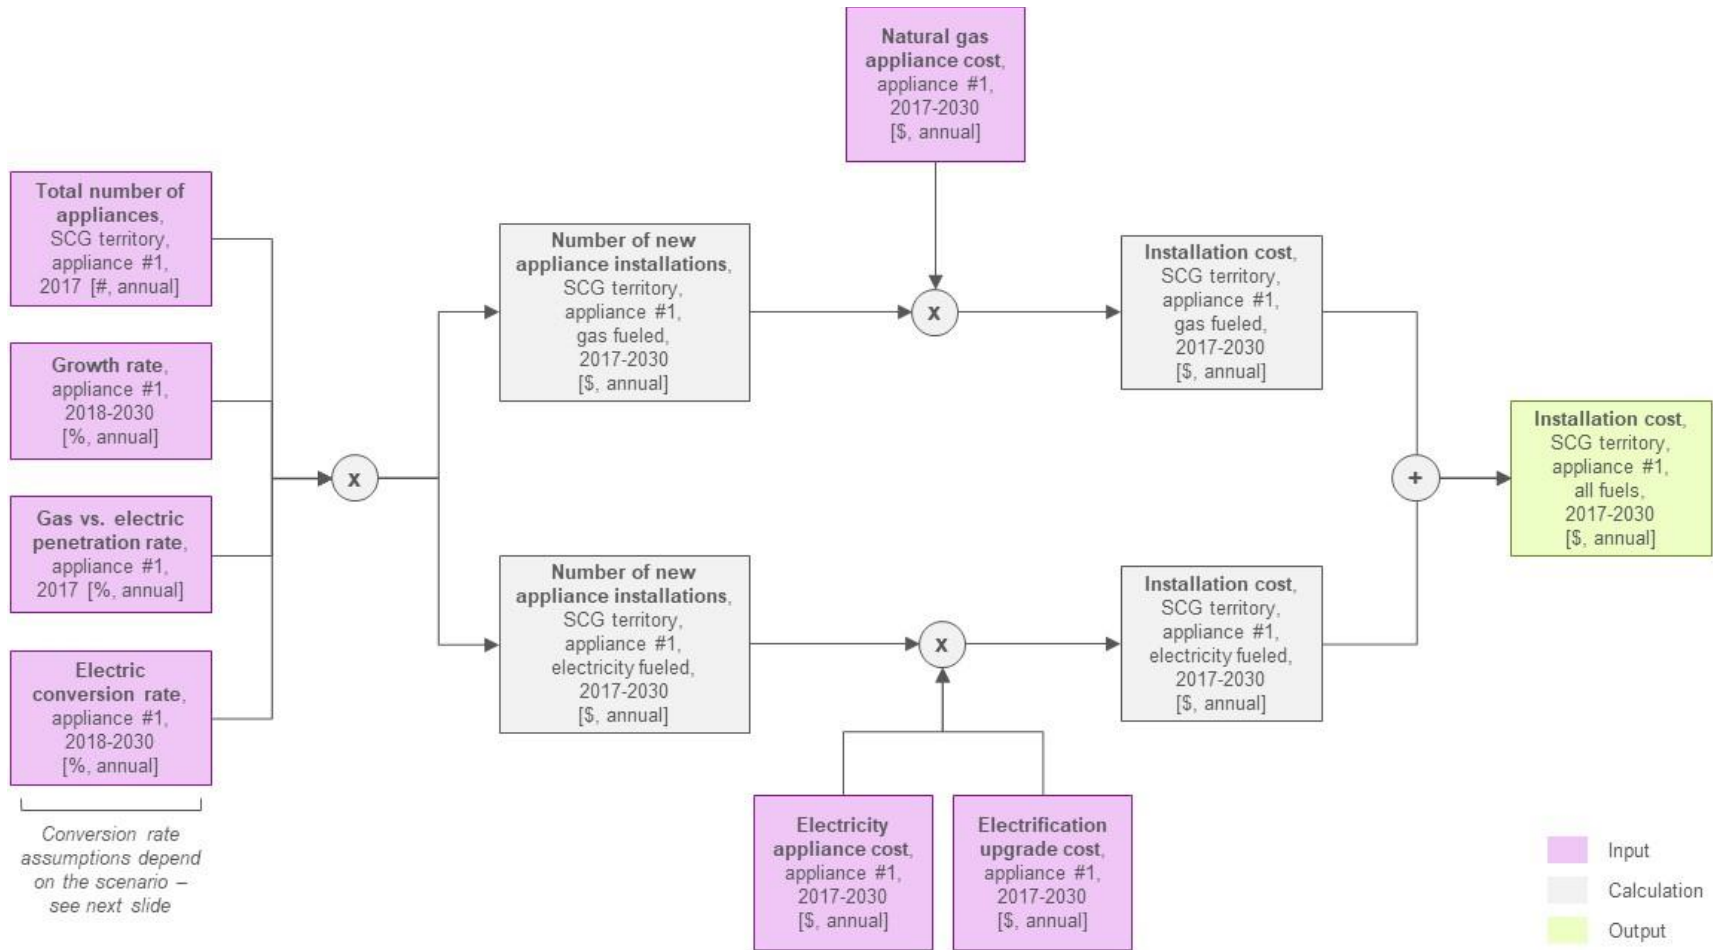 Natural gas
appliance cost,
appliance #1,
2017-2030
[$, annual]
Total number of
appliances,
SCG territory,
appliance #1,
2017 [#, annual]
Growth rate,
appliance #1,
2018-2030
[%, annual]
Gas vs. electric
penetration rate,
appliance #1,
2017 [%, annual]
Electric
conversion rate,
appliance #1,
2018-2030
[%, annual]
Conversion rate
assumptions depend
on the scenario –
see next slide
x
Number of new
appliance installations,
SCG territory,
appliance #1,
gas fueled,
2017-2030
[$, annual]
Number of new
appliance installations,
SCG territory,
appliance #1,
electricity fueled,
2017-2030
[$, annual]
x
x
Electricity
appliance cost,
appliance #1,
2017-2030
[$, annual]
Electrification
upgrade cost,
appliance #1,
2017-2030
[$, annual]
Installation cost,
SCG territory,
appliance #1,
gas fueled,
2017-2030
[$, annual]
Installation cost,
SCG territory,
appliance #1,
electricity fueled,
2017-2030
[$, annual]
+
Installation cost,
SCG territory,
appliance #1,
all fuels,
2017-2030
[$, annual]
Input
Calculation
Output